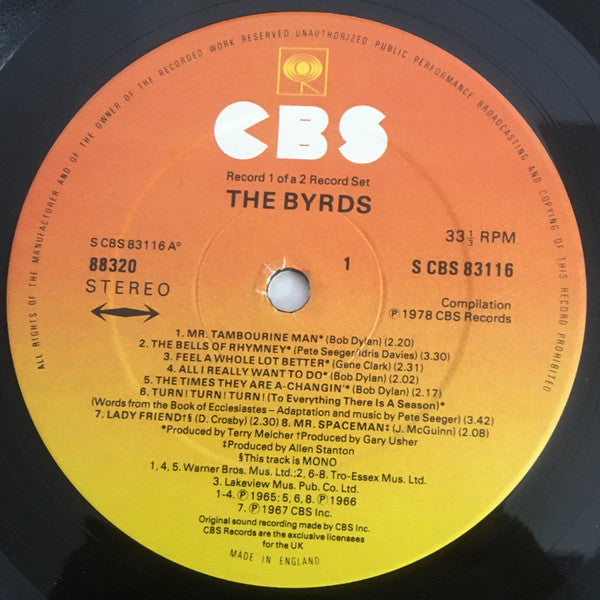 ALL RIGHTS OF THE MANUFACTURER AND OF THE OWNER OF THE RECORDED WORK RESERVED UNAUTHORIZED PUBLIC PERFORMANCE BROADCASTING AND COPYING OF THIS RECORD PROHIBITED
CBS
Record 1 of a 2 Record Set
THE BYRDS
S CBS 83116 A°
88320
STEREO
1
33 1/3 RPM
S CBS 83116
Compilation
℗ 1978 CBS Records
1. MR. TAMBOURINE MAN* (Bob Dylan) (2.20)
2. THE BELLS OF RHYMNEY* (Pete Seeger/Idris Davies) (3.30)
3. FEEL A WHOLE LOT BETTER* (Gene Clark) (2.31)
4. ALL I REALLY WANT TO DO* (Bob Dylan) (2.02)
5. THE TIMES THEY ARE A-CHANGIN'* (Bob Dylan) (2.17)
6. TURN! TURN! TURN! (To Everything There Is A Season)*
(Words from the Book of Ecclesiastes – Adaptation and music by Pete Seeger) (3.42)
7. LADY FRIEND†§ (D. Crosby) (2.30) 8. MR. SPACEMAN‡ (J. McGuinn) (2.08)
*Produced by Terry Melcher †Produced by Gary Usher
‡Produced by Allen Stanton
§This track is MONO
1, 4, 5. Warner Bros. Mus. Ltd.; 2, 6-8. Tro-Essex Mus. Ltd.
3. Lakeview Mus. Pub. Co. Ltd.
1-4. ℗ 1965; 5, 6, 8. ℗ 1966
7. ℗ 1967 CBS Inc.
Original sound recording made by CBS Inc.
CBS Records are the exclusive licensees
for the UK
MADE IN ENGLAND